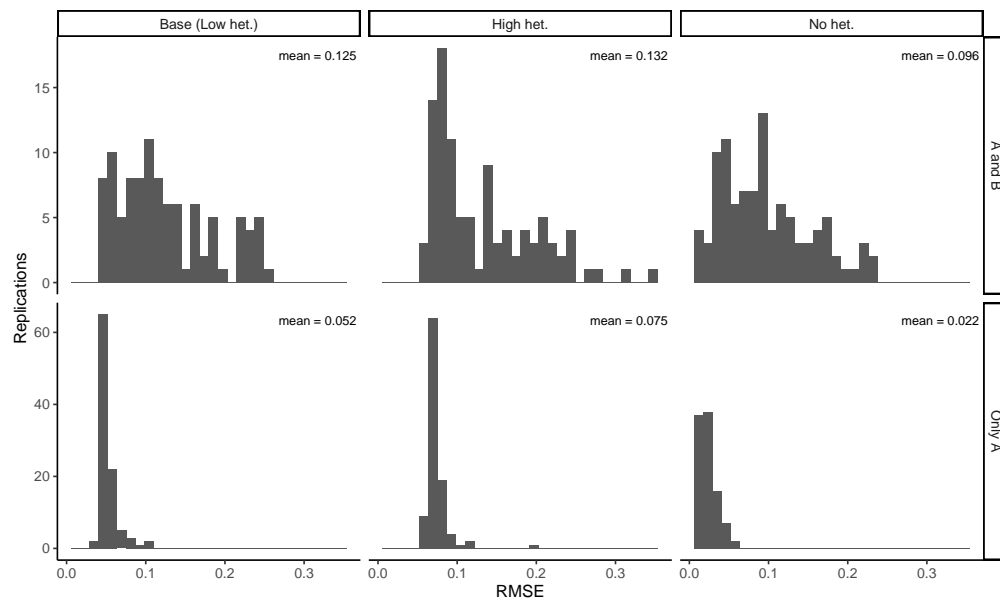 Base (Low het.)
High het.
No het.
mean = 0.125
mean = 0.132
mean = 0.096
A and B
15
10
5
0
Replications
mean = 0.052
mean = 0.075
mean = 0.022
Only A
60
40
20
0
0.0 0.1 0.2 0.3
0.0 0.1 0.2 0.3
0.0 0.1 0.2 0.3
RMSE